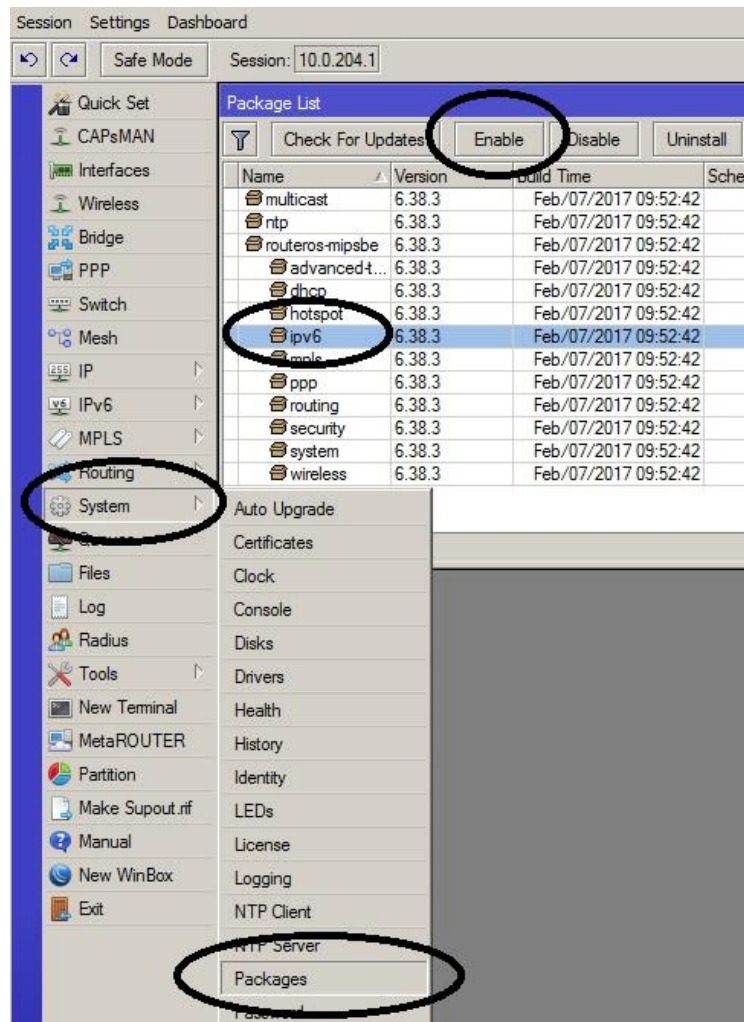 Session Settings Dashboard
Safe Mode Session: 10.0.204.1
Quick Set
CAPsMAN
Interfaces
Wireless
Bridge
PPP
Switch
Mesh
IP
IPv6
MPLS
Routing
System
Queues
Files
Log
Radius
Tools
New Terminal
MetaROUTER
Partition
Make Supout.rif
Manual
New WinBox
Exit
Package List
Check For Updates Enable Disable Uninstall
Name Version Build Time Sche
multicast 6.38.3 Feb/07/2017 09:52:42
ntp 6.38.3 Feb/07/2017 09:52:42
routeros-mipsbe 6.38.3 Feb/07/2017 09:52:42
advanced-t... 6.38.3 Feb/07/2017 09:52:42
dhcp 6.38.3 Feb/07/2017 09:52:42
hotspot 6.38.3 Feb/07/2017 09:52:42
ipv6 6.38.3 Feb/07/2017 09:52:42
mpls 6.38.3 Feb/07/2017 09:52:42
ppp 6.38.3 Feb/07/2017 09:52:42
routing 6.38.3 Feb/07/2017 09:52:42
security 6.38.3 Feb/07/2017 09:52:42
system 6.38.3 Feb/07/2017 09:52:42
wireless 6.38.3 Feb/07/2017 09:52:42
Auto Upgrade
Certificates
Clock
Console
Disks
Drivers
Health
History
Identity
LEDs
License
Logging
NTP Client
NTP Server
Packages
Password